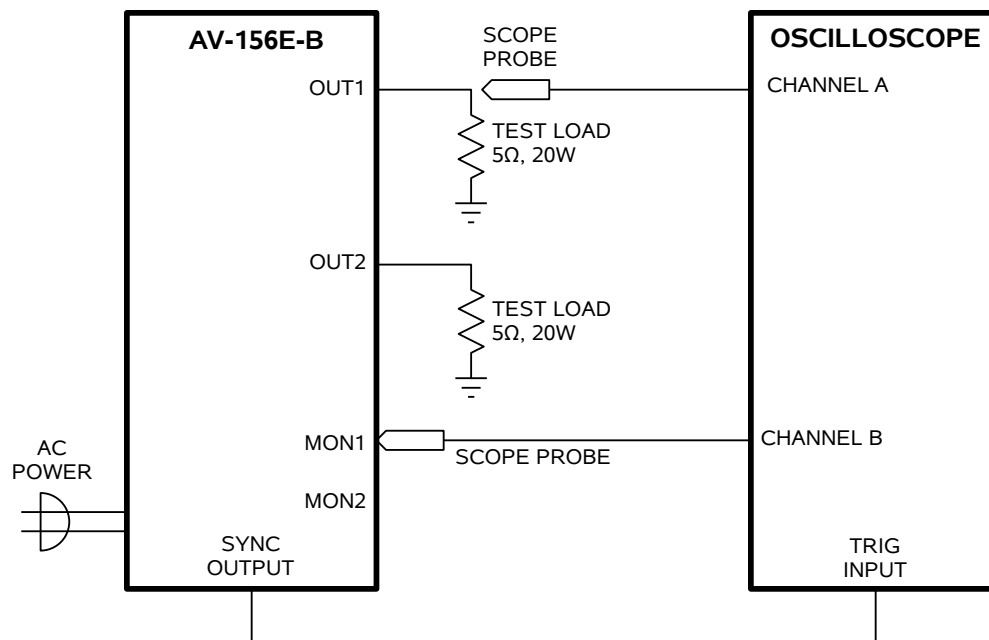 AV-156E-B
OUT1
SCOPE
PROBE
OSCILLOSCOPE
CHANNEL A
TEST LOAD
5Ω, 20W
OUT2
TEST LOAD
5Ω, 20W
MON1
SCOPE PROBE
CHANNEL B
AC
POWER
MON2
SYNC
OUTPUT
TRIG
INPUT